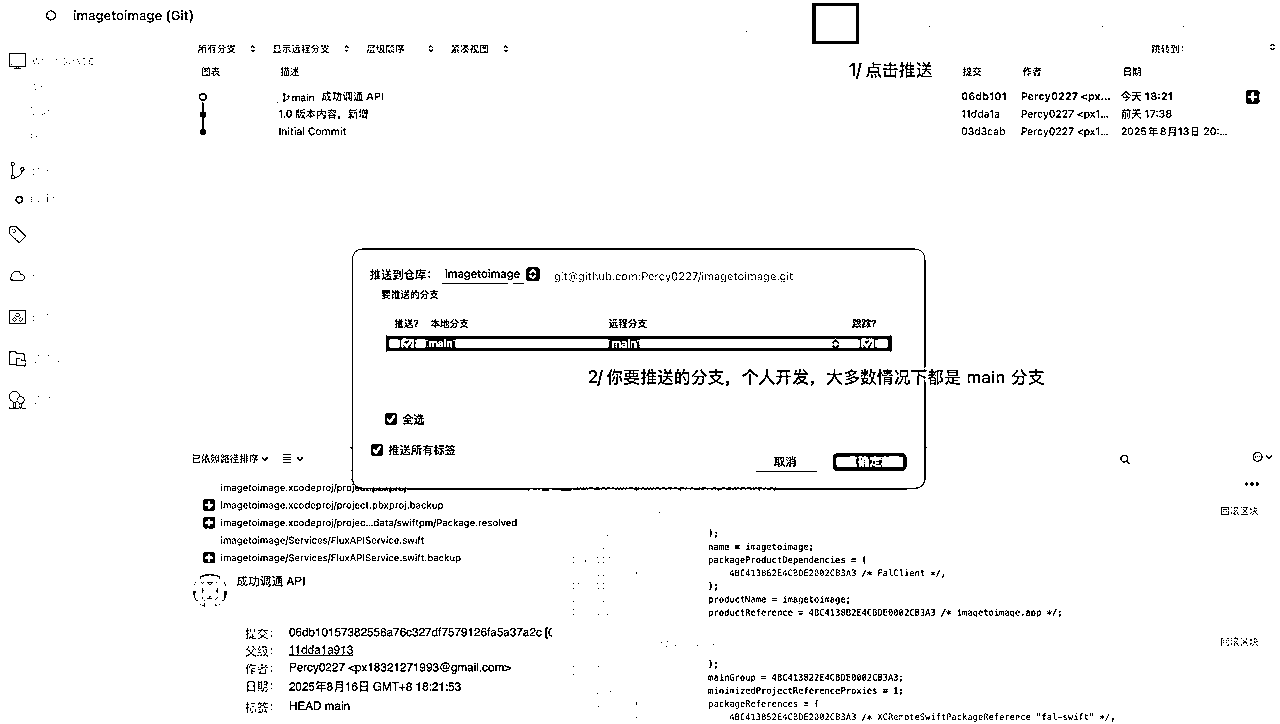 imagetoimage (Git)
所有分支 显示远程分支 层级顺序 紧凑视图 跳转到:
图表 描述 1/ 点击推送 提交 作者 日期
main 成功调通 API 06db101 Percy0227 <px... 今天 18:21
1.0 版本内容，新增 11dda1a Percy0227 <px1... 前天 17:38
Initial Commit 03d3cab Percy0227 <px1... 2025年8月13日 20:...
推送到仓库: imagetoimage git@github.com:Percy0227/imagetoimage.git
要推送的分支
推送? 本地分支 远程分支 跟踪?
main main
2/ 你要推送的分支，个人开发，大多数情况下都是 main 分支
全选
推送所有标签
取消 确定
已依照路径排序
imagetoimage.xcodeproj/project.pbxproj
imagetoimage.xcodeproj/project.pbxproj.backup
imagetoimage.xcodeproj/projec...data/swiftpm/Package.resolved
imagetoimage/Services/FluxAPIService.swift
imagetoimage/Services/FluxAPIService.swift.backup
成功调通 API
提交: 06db10157382558a76c327df7579126fa5a37a2c
父级: 11dda1a913
作者: Percy0227 <px18321271993@gmail.com>
日期: 2025年8月16日 GMT+8 18:21:53
标签: HEAD main
回滚区块
);
name = imagetoimage;
packageProductDependencies = (
4BC413B62E4CBDE2002CB3A3 /* FalClient */,
);
productName = imagetoimage;
productReference = 4BC413882E4CBDE0002CB3A3 /* imagetoimage.app */;
回滚区块
);
mainGroup = 4BC413822E4CBDE0002CB3A3;
minimizedProjectReferenceProxies = 1;
packageReferences = (
4BC413B52E4CBDE2002CB3A3 /* XCRemoteSwiftPackageReference "fal-swift" */,